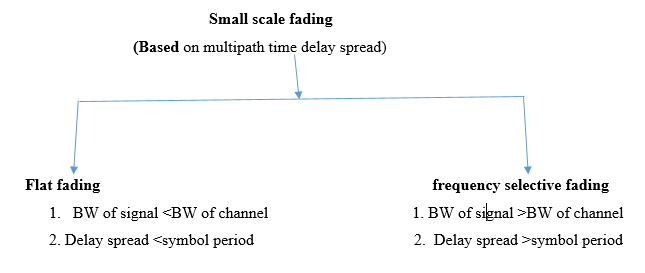 Small scale fading
(Based on multipath time delay spread)
Flat fading
1. BW of signal <BW of channel
2. Delay spread <symbol period
frequency selective fading
1. BW of signal >BW of channel
2. Delay spread >symbol period